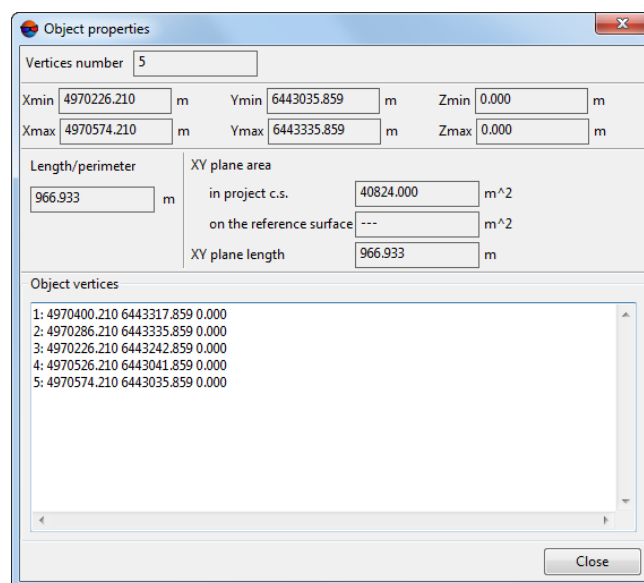 Object properties
Vertices number 5
Xmin 4970226.210 m Ymin 6443035.859 m Zmin 0.000 m
Xmax 4970574.210 m Ymax 6443335.859 m Zmax 0.000 m
Length/perimeter XY plane area
966.933 m in project c.s. 40824.000 m^2
on the reference surface --- m^2
XY plane length 966.933 m
Object vertices
1: 4970400.210 6443317.859 0.000
2: 4970286.210 6443335.859 0.000
3: 4970226.210 6443242.859 0.000
4: 4970526.210 6443041.859 0.000
5: 4970574.210 6443035.859 0.000
Close